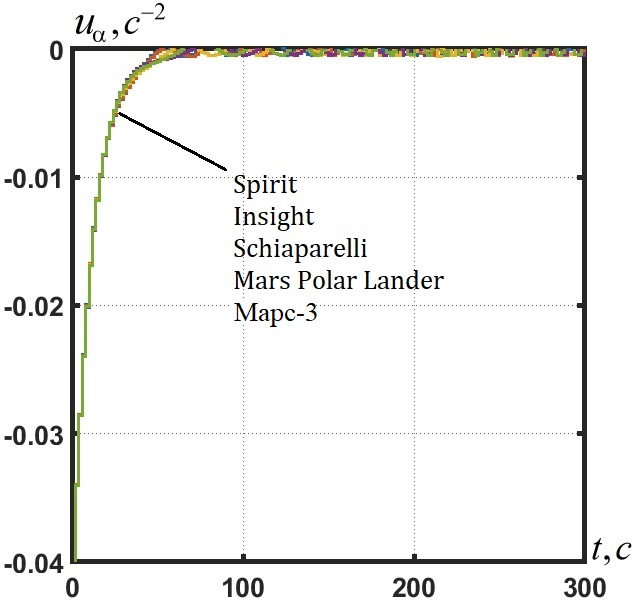 uα, c⁻²
0
-0.01
Spirit
Insight
Schiaparelli
Mars Polar Lander
Марс-3
-0.02
-0.03
-0.04
t, c
0 100 200 300